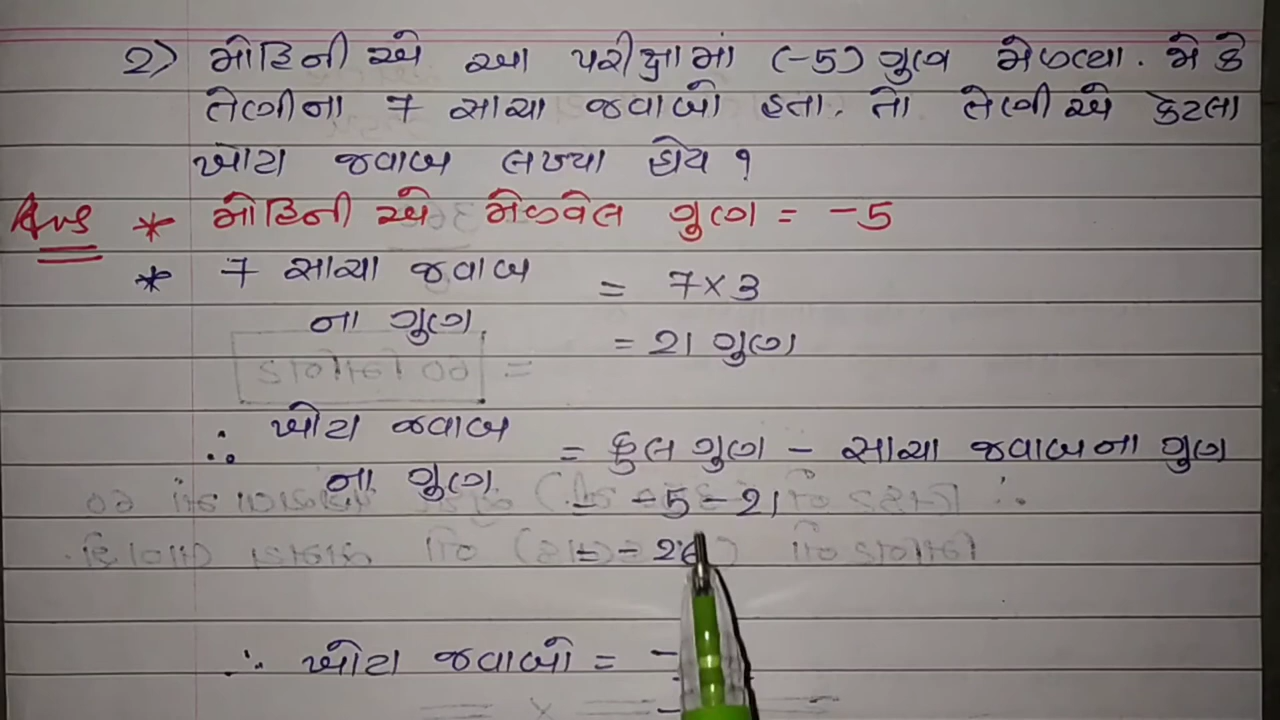 2) મોહિની એ આ પરીક્ષામાં (-5) ગુણ મેળવ્યા. જે કે
તેણીના 7 સાચા જવાબો હતા. તો તેણી એ કેટલા
ખોટા જવાબ લખ્યા હોય ?
Ans * મોહિની એ મેળવેલ ગુણ = -5
* 7 સાચા જવાબ = 7 × 3
ના ગુણ = 21 ગુણ
∴ ખોટા જવાબ = કુલ ગુણ - સાચા જવાબના ગુણ
ના ગુણ = -5 - 21
= - 26
∴ ખોટા જવાબો = -